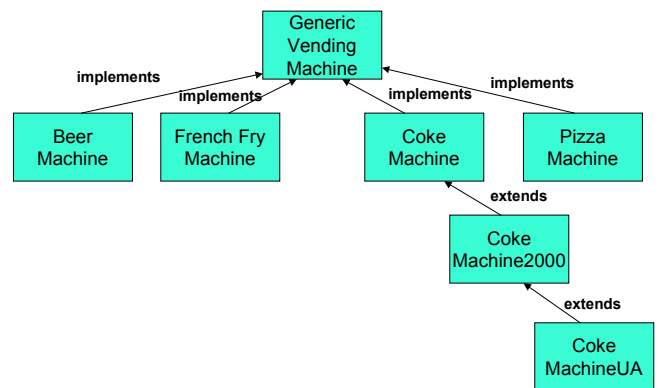 Generic
Vending
Machine
implements
implements
implements
implements
Beer
Machine
French Fry
Machine
Coke
Machine
Pizza
Machine
extends
Coke
Machine2000
extends
Coke
MachineUA